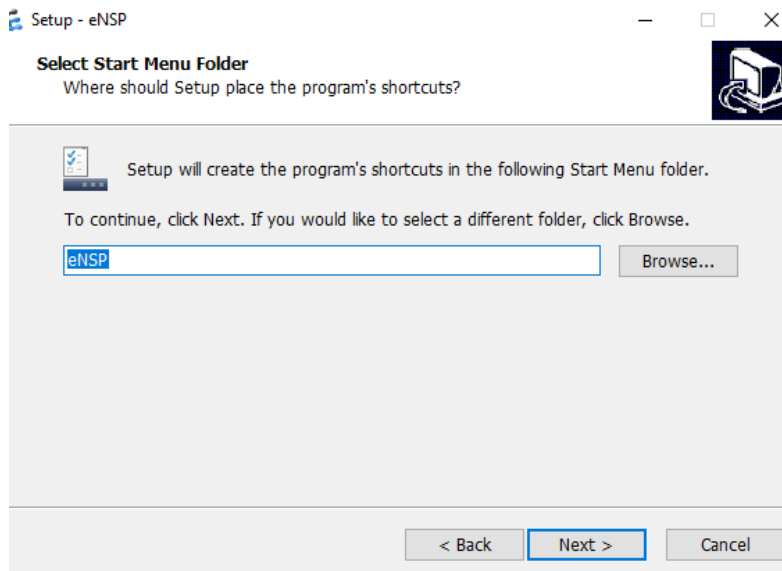 Setup - eNSP
Select Start Menu Folder
Where should Setup place the program's shortcuts?
Setup will create the program's shortcuts in the following Start Menu folder.
To continue, click Next. If you would like to select a different folder, click Browse.
eNSP
Browse...
< Back
Next >
Cancel